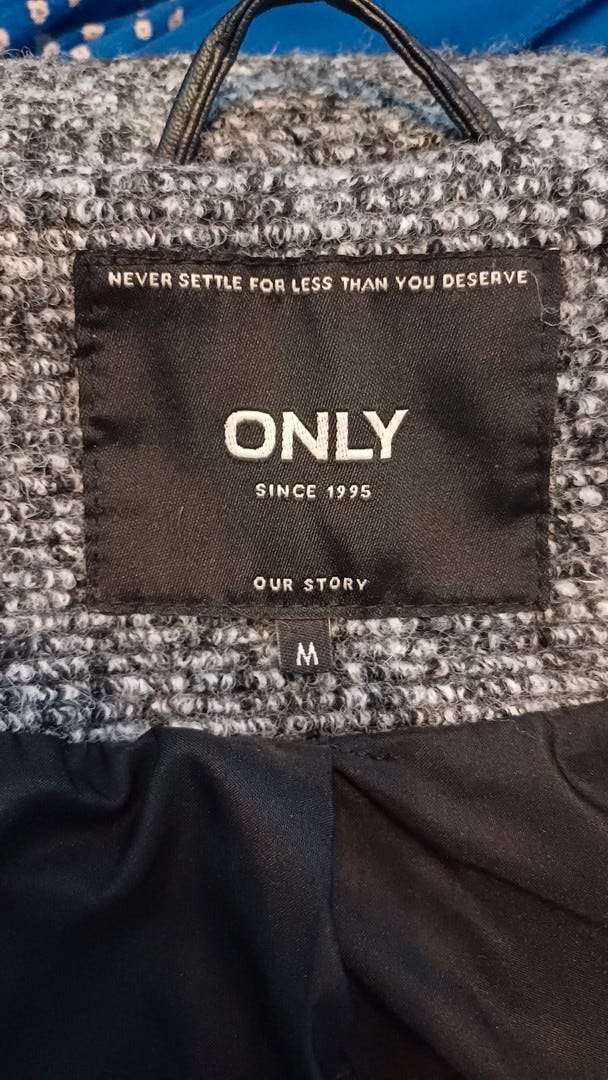 NEVER SETTLE FOR LESS THAN YOU DESERVE
ONLY
SINCE 1995
OUR STORY
M